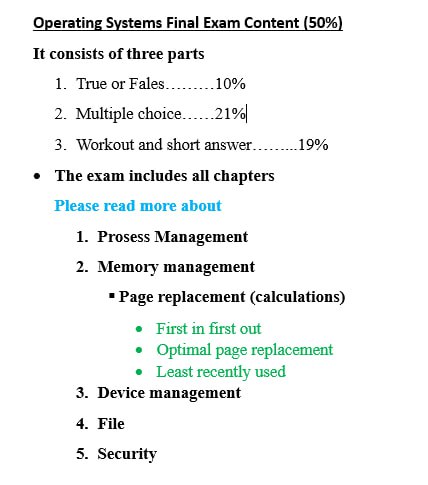 Operating Systems Final Exam Content (50%)
It consists of three parts
1. True or Fales.........10%
2. Multiple choice......21%
3. Workout and short answer.........19%
• The exam includes all chapters
Please read more about
1. Prosess Management
2. Memory management
▪ Page replacement (calculations)
• First in first out
• Optimal page replacement
• Least recently used
3. Device management
4. File
5. Security